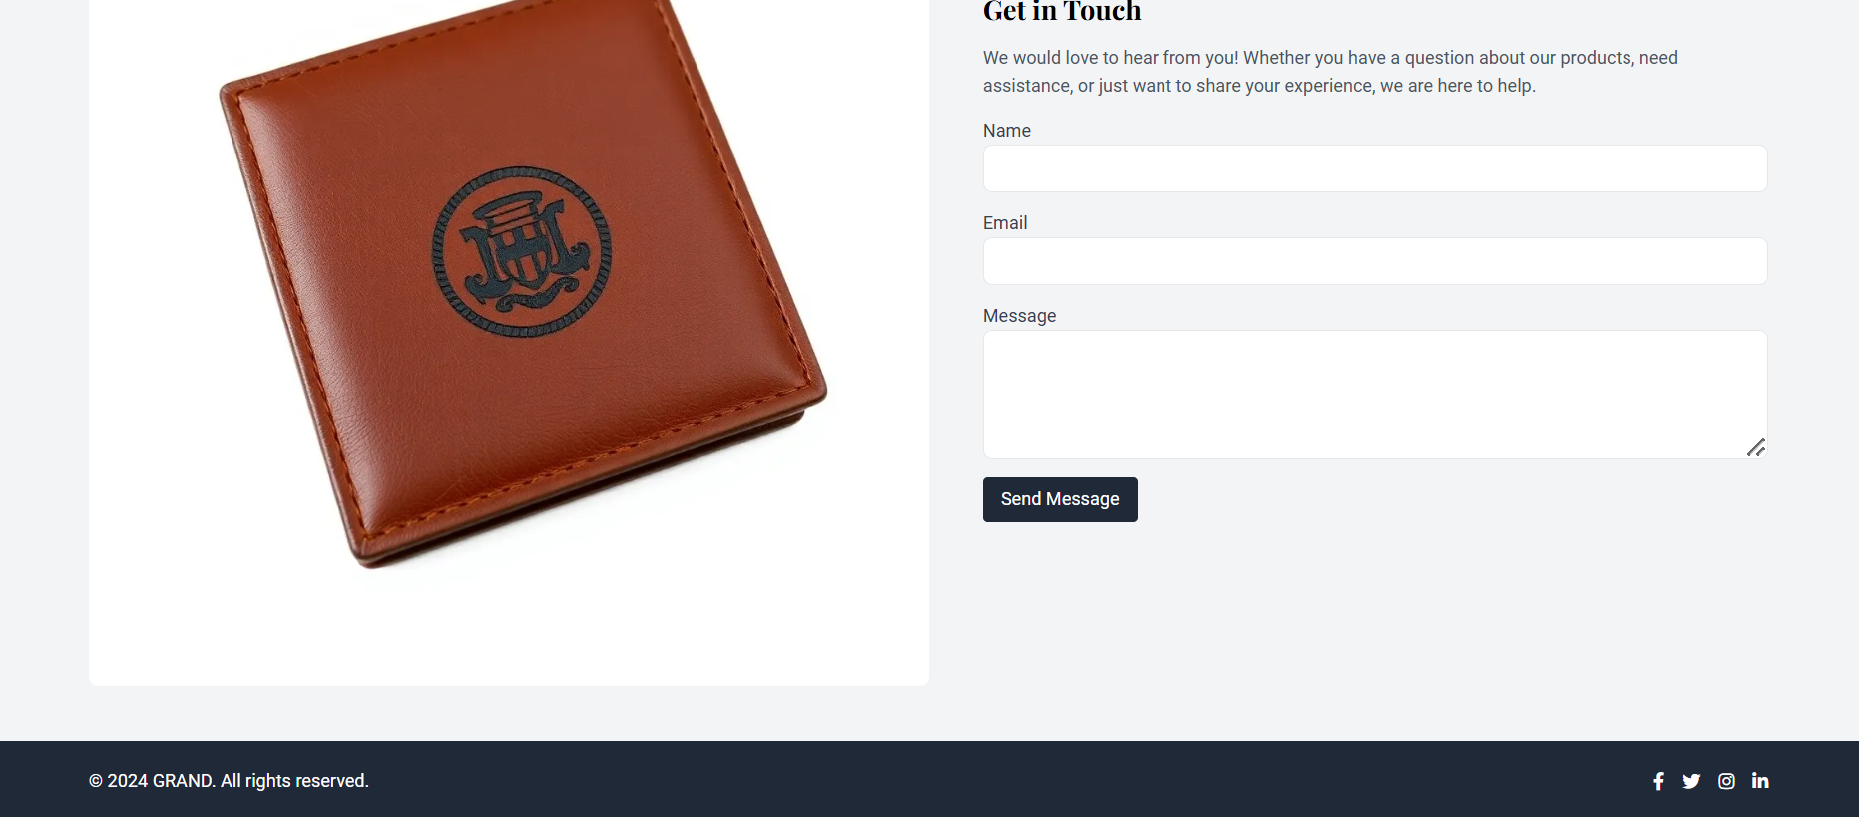 Get in Touch
We would love to hear from you! Whether you have a question about our products, need
assistance, or just want to share your experience, we are here to help.
Name
Email
Message
Send Message
© 2024 GRAND. All rights reserved.